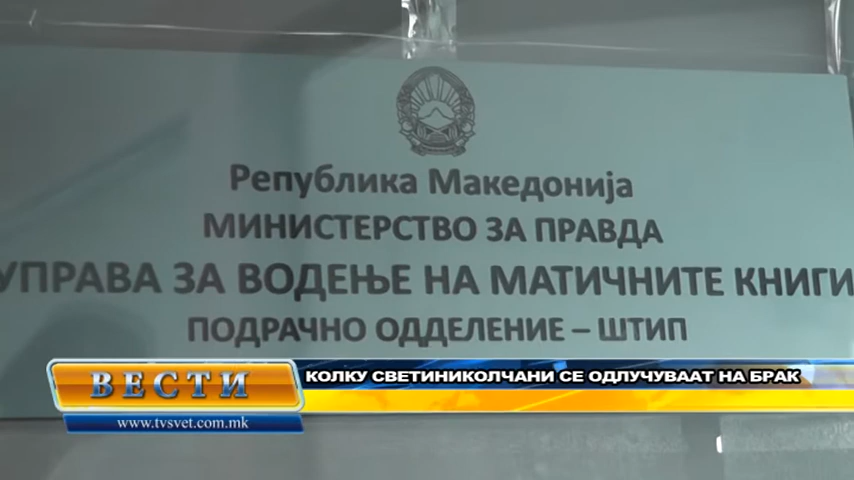 Република Македонија
МИНИСТЕРСТВО ЗА ПРАВДА
УПРАВА ЗА ВОДЕЊЕ НА МАТИЧНИТЕ КНИГИ
ПОДРАЧНО ОДДЕЛЕНИЕ – ШТИП
ВЕСТИ
КОЛКУ СВЕТИНИКОЛЧАНИ СЕ ОДЛУЧУВААТ НА БРАК
www.tvsvet.com.mk